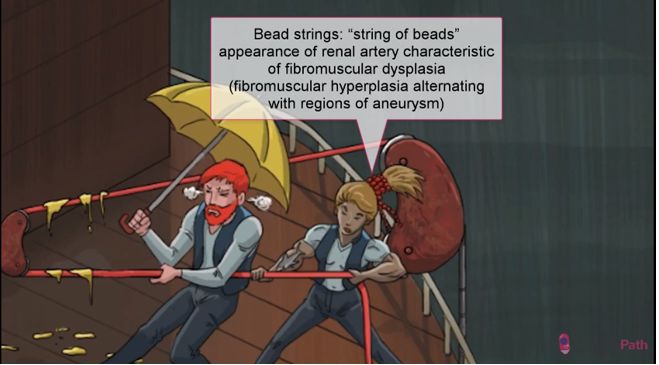 Bead strings: “string of beads”
appearance of renal artery characteristic
of fibromuscular dysplasia
(fibromuscular hyperplasia alternating
with regions of aneurysm)
Path